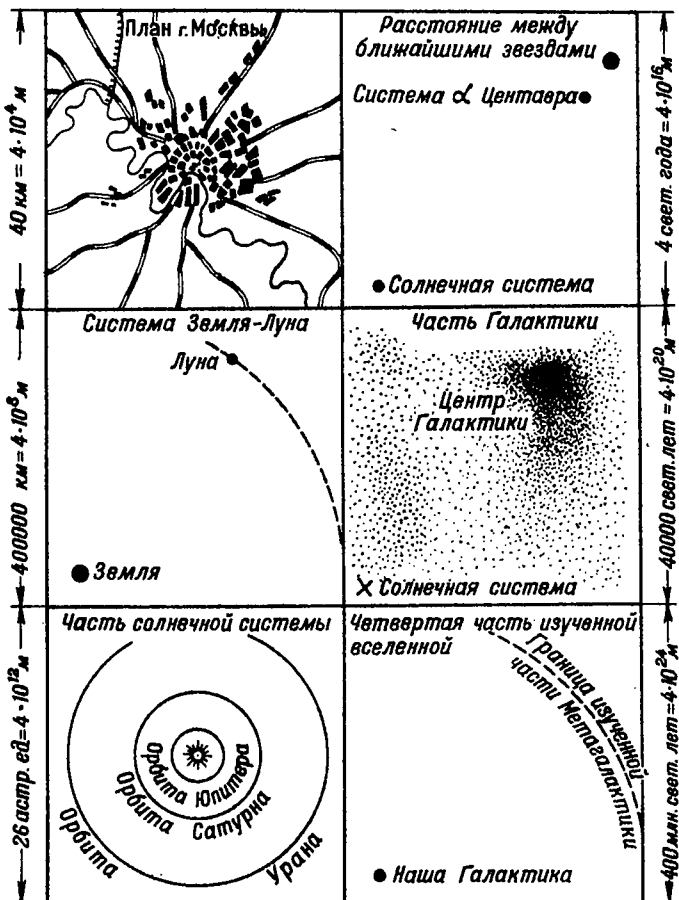 План г. Москвы
40 км = 4·10⁴ м
Расстояние между
ближайшими звездами
Система α Центавра
Солнечная система
4 свет. года = 4·10¹⁶ м
Система Земля-Луна
Луна
Земля
400000 км = 4·10⁸ м
Часть Галактики
Центр
Галактики
Солнечная система
40000 свет. лет = 4·10²⁰ м
Часть солнечной системы
Орбита Юпитера
Орбита Сатурна
Орбита Урана
26 астр. ед = 4·10¹² м
Четвертая часть изученной
вселенной
Граница изученной
части Метагалактики
Наша Галактика
400 млн. свет. лет = 4·10²⁴ м